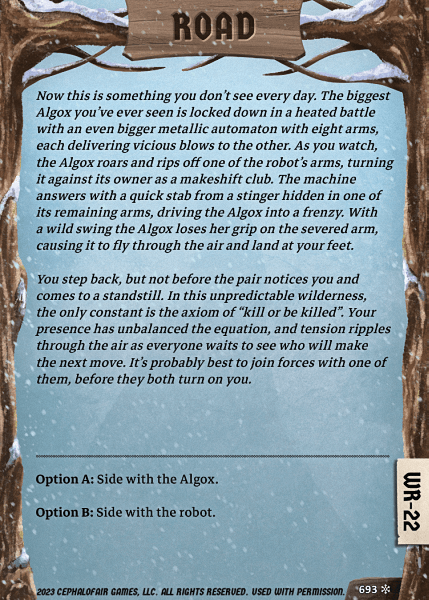 ROAD
Now this is something you don't see every day. The biggest
Algox you've ever seen is locked down in a heated battle
with an even bigger metallic automaton with eight arms,
each delivering vicious blows to the other. As you watch,
the Algox roars and rips off one of the robot's arms, turning
it against its owner as a makeshift club. The machine
answers with a quick stab from a stinger hidden in one of
its remaining arms, driving the Algox into a frenzy. With
a wild swing the Algox loses her grip on the severed arm,
causing it to fly through the air and land at your feet.
You step back, but not before the pair notices you and
comes to a standstill. In this unpredictable wilderness,
the only constant is the axiom of “kill or be killed”. Your
presence has unbalanced the equation, and tension ripples
through the air as everyone waits to see who will make
the next move. It's probably best to join forces with one of
them, before they both turn on you.
Option A: Side with the Algox.
Option B: Side with the robot.
WR-22
2023 CEPHALOFAIR GAMES, LLC. ALL RIGHTS RESERVED. USED WITH PERMISSION.
693